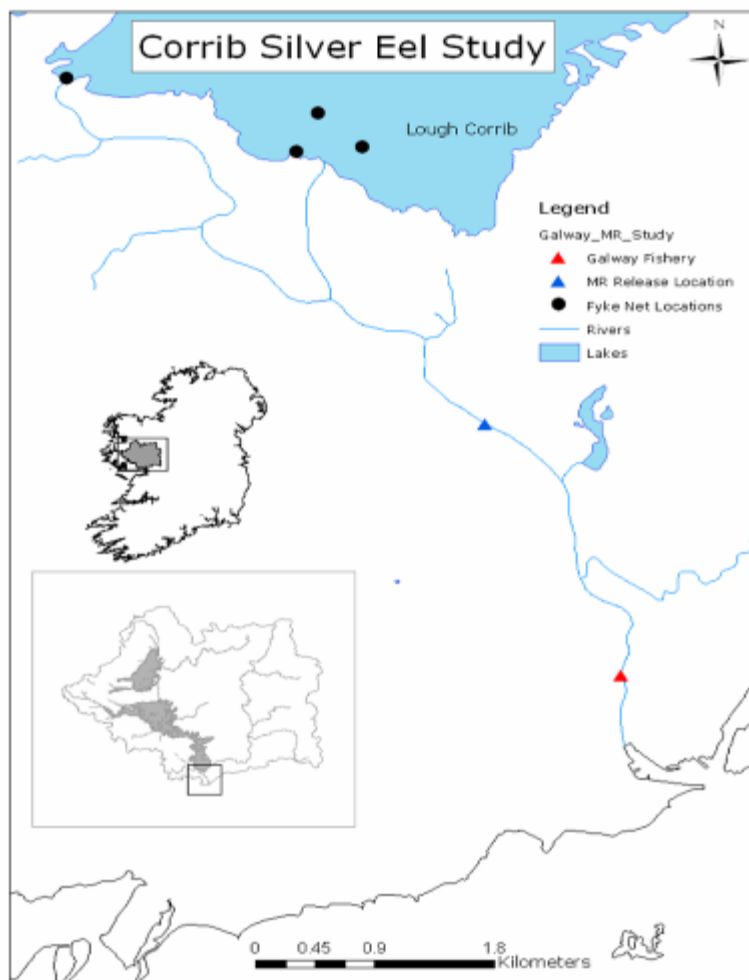 Corrib Silver Eel Study
N
Lough Corrib
Legend
Galway_MR_Study
Galway Fishery
MR Release Location
Fyke Net Locations
Rivers
Lakes
0 0.45 0.9 1.8
Kilometers